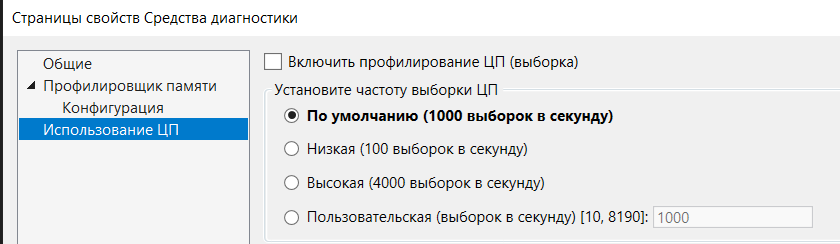 Страницы свойств Средства диагностики
Общие
Профилировщик памяти
Конфигурация
Использование ЦП
Включить профилирование ЦП (выборка)
Установите частоту выборки ЦП
По умолчанию (1000 выборок в секунду)
Низкая (100 выборок в секунду)
Высокая (4000 выборок в секунду)
Пользовательская (выборок в секунду) [10, 8190]: 1000